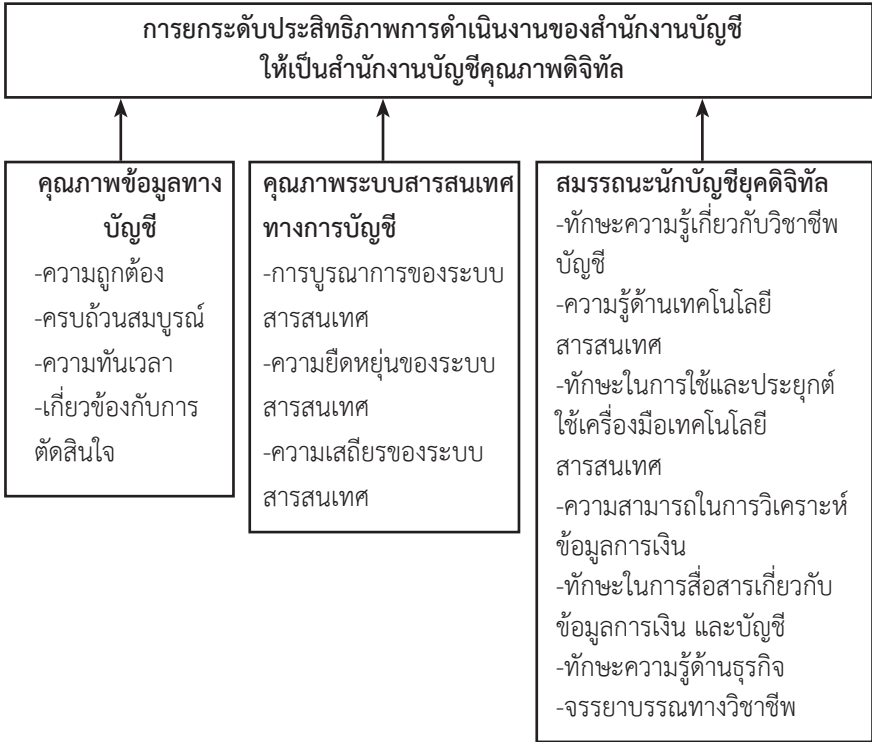 การยกระดับประสิทธิภาพการดำเนินงานของสำนักงานบัญชี
ให้เป็นสำนักงานบัญชีคุณภาพดิจิทัล
คุณภาพข้อมูลทาง
บัญชี
-ความถูกต้อง
-ครบถ้วนสมบูรณ์
-ความทันเวลา
-เกี่ยวข้องกับการ
ตัดสินใจ
คุณภาพระบบสารสนเทศ
ทางการบัญชี
-การบูรณาการของระบบ
สารสนเทศ
-ความยืดหยุ่นของระบบ
สารสนเทศ
-ความเสถียรของระบบ
สารสนเทศ
สมรรถนะนักบัญชียุคดิจิทัล
-ทักษะความรู้เกี่ยวกับวิชาชีพ
บัญชี
-ความรู้ด้านเทคโนโลยี
สารสนเทศ
-ทักษะในการใช้และประยุกต์
ใช้เครื่องมือเทคโนโลยี
สารสนเทศ
-ความสามารถในการวิเคราะห์
ข้อมูลการเงิน
-ทักษะในการสื่อสารเกี่ยวกับ
ข้อมูลการเงิน และบัญชี
-ทักษะความรู้ด้านธุรกิจ
-จรรยาบรรณทางวิชาชีพ